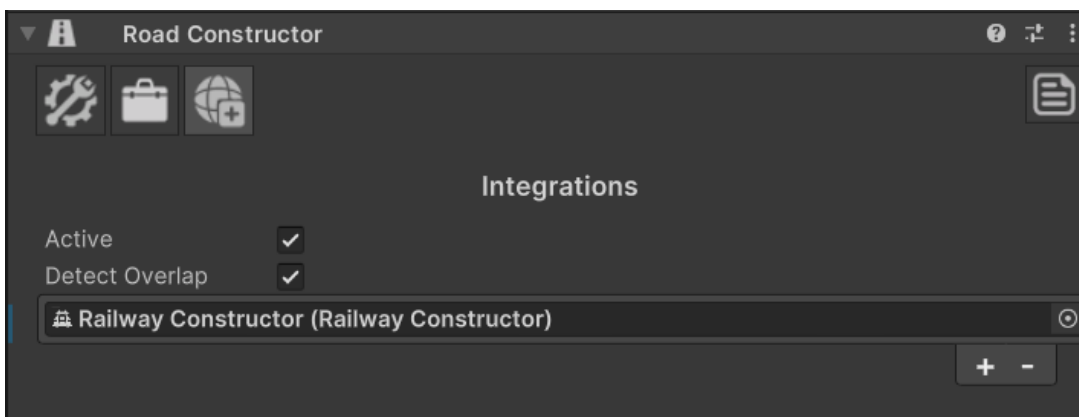 Road Constructor
Integrations
Active
Detect Overlap
Railway Constructor (Railway Constructor)
+ -